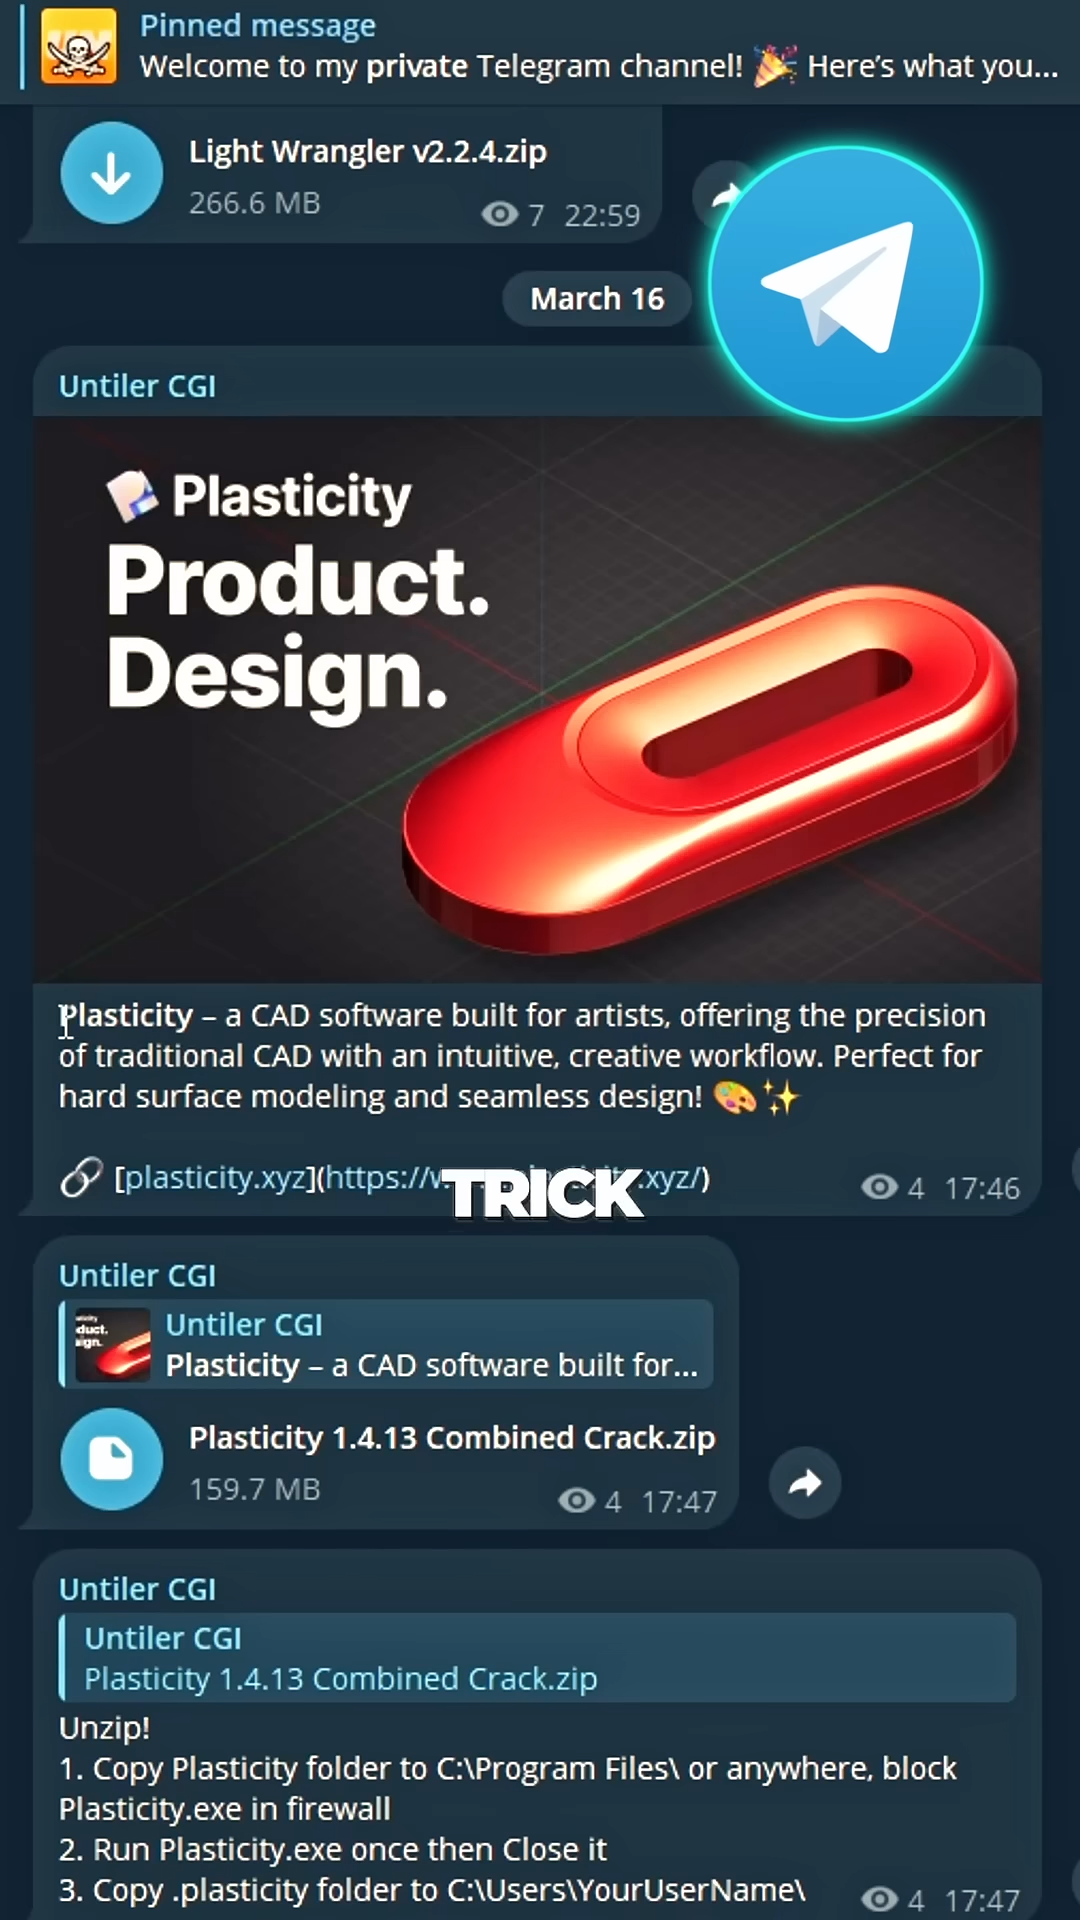 Pinned message
Welcome to my private Telegram channel! 🎉 Here’s what you...
Light Wrangler v2.2.4.zip
266.6 MB
7 22:59
March 16
Untiler CGI
Plasticity
Product.
Design.
Plasticity – a CAD software built for artists, offering the precision
of traditional CAD with an intuitive, creative workflow. Perfect for
hard surface modeling and seamless design! 🎨✨
🔗 [plasticity.xyz](https:// .xyz/)
4 17:46
TRICK
Untiler CGI
Untiler CGI
Plasticity – a CAD software built for...
Plasticity 1.4.13 Combined Crack.zip
159.7 MB
4 17:47
Untiler CGI
Untiler CGI
Plasticity 1.4.13 Combined Crack.zip
Unzip!
1. Copy Plasticity folder to C:\Program Files\ or anywhere, block
Plasticity.exe in firewall
2. Run Plasticity.exe once then Close it
3. Copy .plasticity folder to C:\Users\YourUserName\
4 17:47